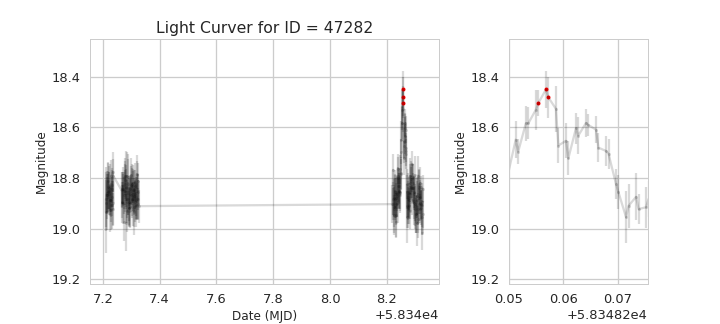 Light Curver for ID = 47282
Magnitude
18.4
18.6
18.8
19.0
19.2
7.2 7.4 7.6 7.8 8.0 8.2
Date (MJD)
+5.834e4
Magnitude
18.4
18.6
18.8
19.0
19.2
0.05 0.06 0.07
+5.83482e4